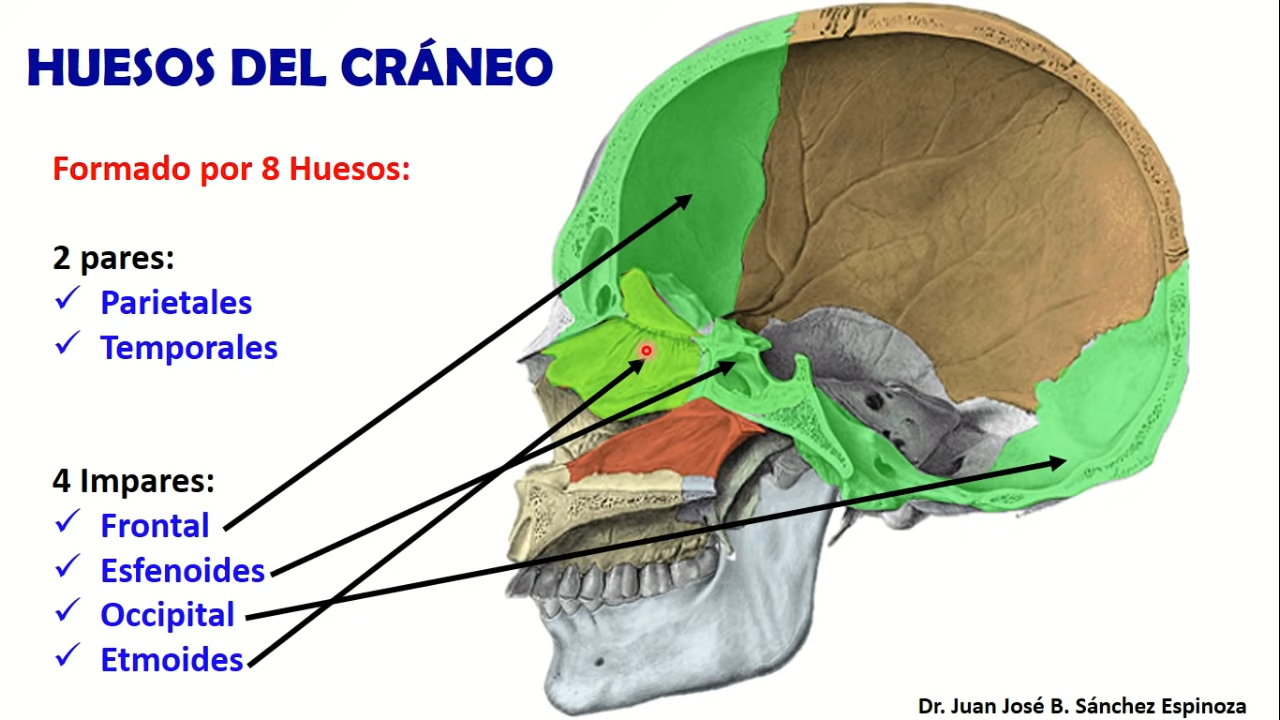 HUESOS DEL CRÁNEO
Formado por 8 Huesos:
2 pares:
✓ Parietales
✓ Temporales
4 Impares:
✓ Frontal
✓ Esfenoides
✓ Occipital
✓ Etmoides
Dr. Juan José B. Sánchez Espinoza